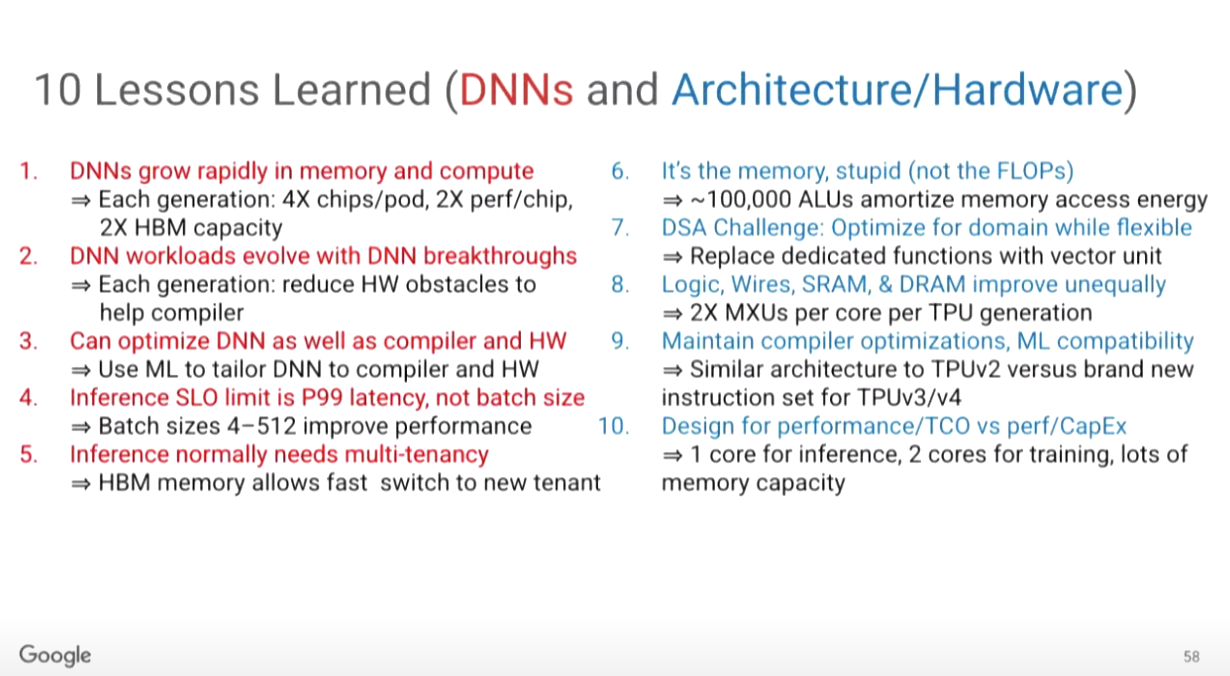 10 Lessons Learned (DNNs and Architecture/Hardware)
1. DNNs grow rapidly in memory and compute
⇒ Each generation: 4X chips/pod, 2X perf/chip,
2X HBM capacity
2. DNN workloads evolve with DNN breakthroughs
⇒ Each generation: reduce HW obstacles to
help compiler
3. Can optimize DNN as well as compiler and HW
⇒ Use ML to tailor DNN to compiler and HW
4. Inference SLO limit is P99 latency, not batch size
⇒ Batch sizes 4–512 improve performance
5. Inference normally needs multi-tenancy
⇒ HBM memory allows fast switch to new tenant
6. It's the memory, stupid (not the FLOPs)
⇒ ~100,000 ALUs amortize memory access energy
7. DSA Challenge: Optimize for domain while flexible
⇒ Replace dedicated functions with vector unit
8. Logic, Wires, SRAM, & DRAM improve unequally
⇒ 2X MXUs per core per TPU generation
9. Maintain compiler optimizations, ML compatibility
⇒ Similar architecture to TPUv2 versus brand new
instruction set for TPUv3/v4
10. Design for performance/TCO vs perf/CapEx
⇒ 1 core for inference, 2 cores for training, lots of
memory capacity
Google
58